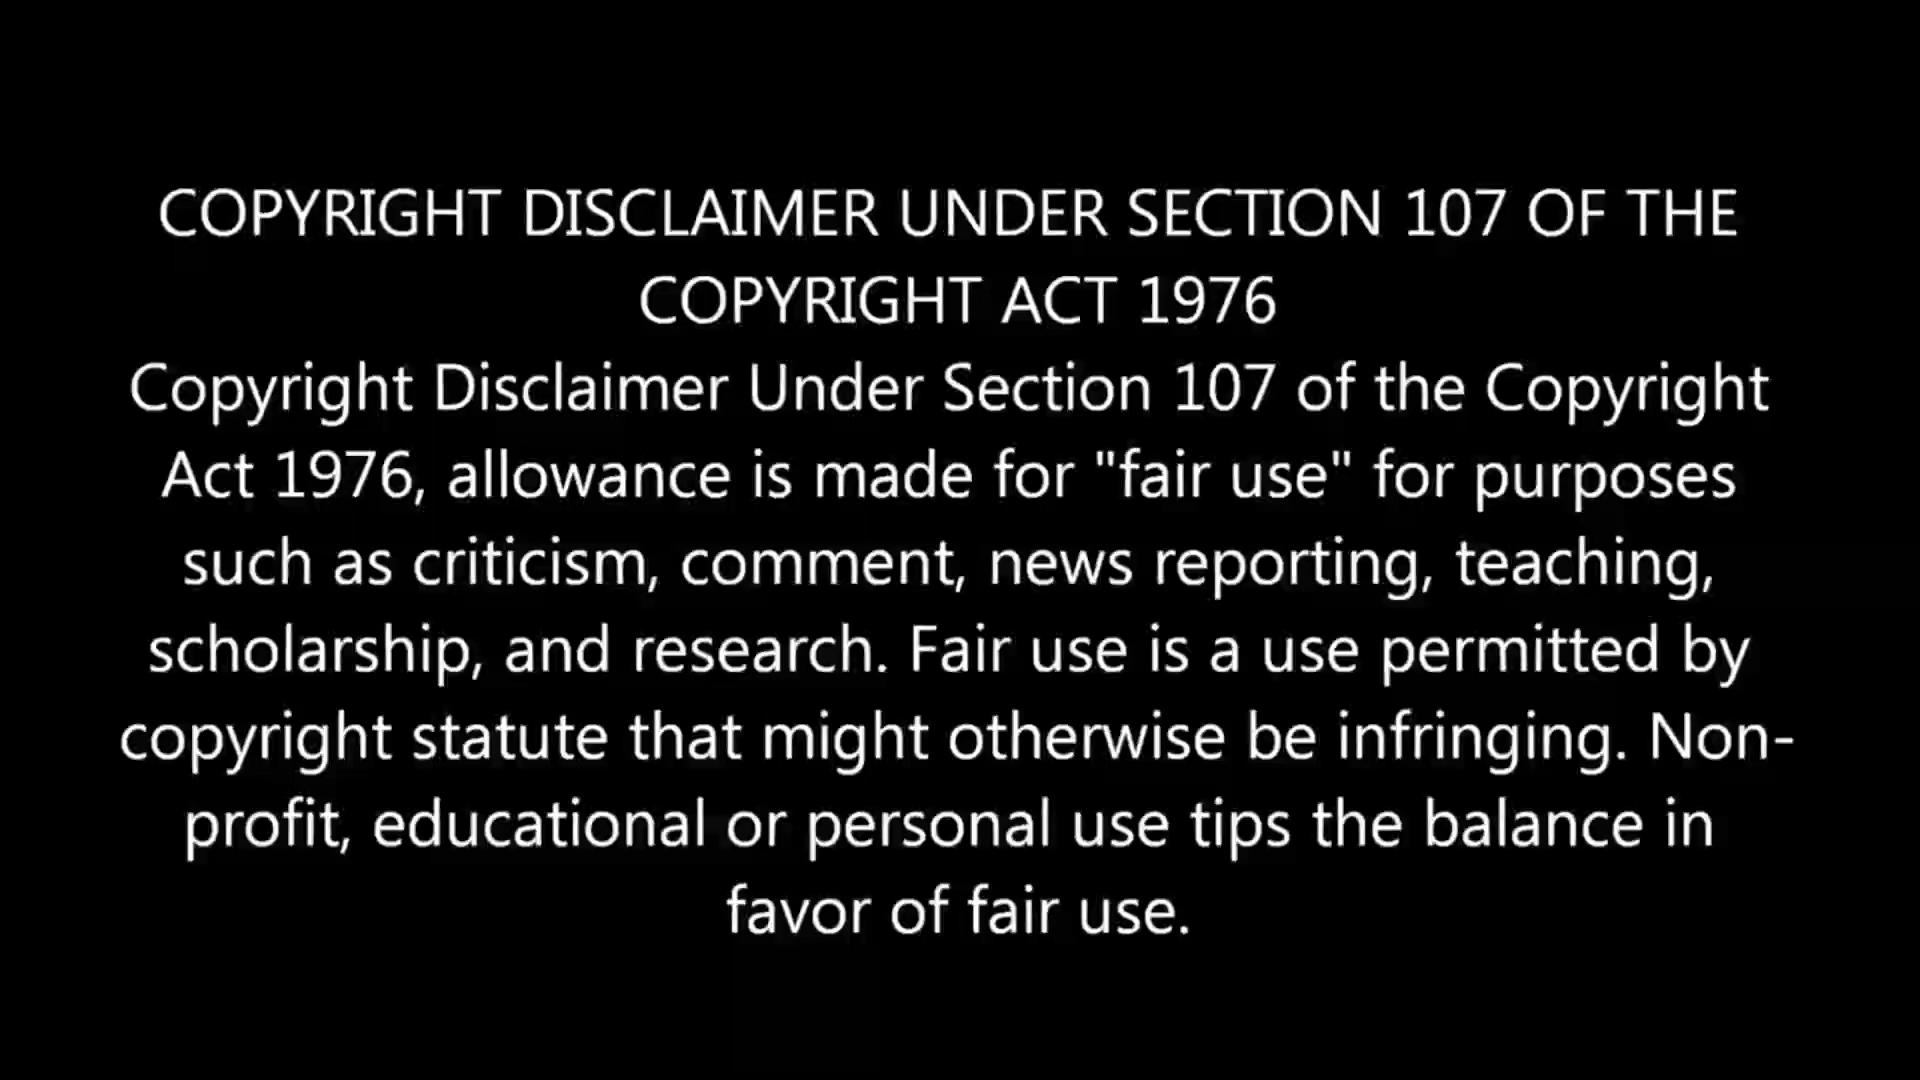 COPYRIGHT DISCLAIMER UNDER SECTION 107 OF THE
COPYRIGHT ACT 1976
Copyright Disclaimer Under Section 107 of the Copyright
Act 1976, allowance is made for "fair use" for purposes
such as criticism, comment, news reporting, teaching,
scholarship, and research. Fair use is a use permitted by
copyright statute that might otherwise be infringing. Non-
profit, educational or personal use tips the balance in
favor of fair use.